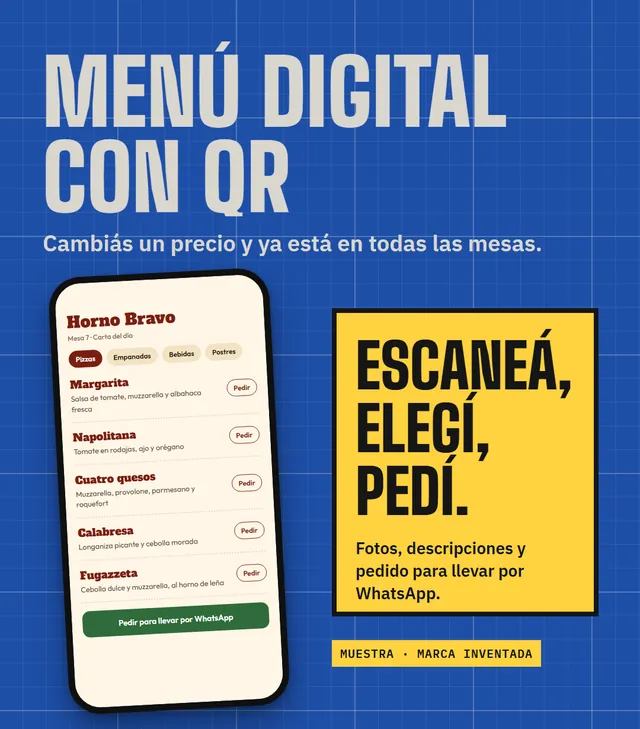 MENÚ DIGITAL
CON QR
Cambiás un precio y ya está en todas las mesas.
Horno Bravo
Mesa 7 · Carta del día
Pizzas
Empanadas
Bebidas
Postres
Margarita
Salsa de tomate, muzzarella y albahaca
fresca
Pedir
Napolitana
Tomate en rodajas, ajo y orégano
Pedir
Cuatro quesos
Muzzarella, provolone, parmesano y
roquefort
Pedir
Calabresa
Longaniza picante y cebolla morada
Pedir
Fugazzeta
Cebolla dulce y muzzarella, al horno de leña
Pedir
Pedir para llevar por WhatsApp
ESCANEÁ,
ELEGÍ,
PEDÍ.
Fotos, descripciones y
pedido para llevar por
WhatsApp.
MUESTRA · MARCA INVENTADA